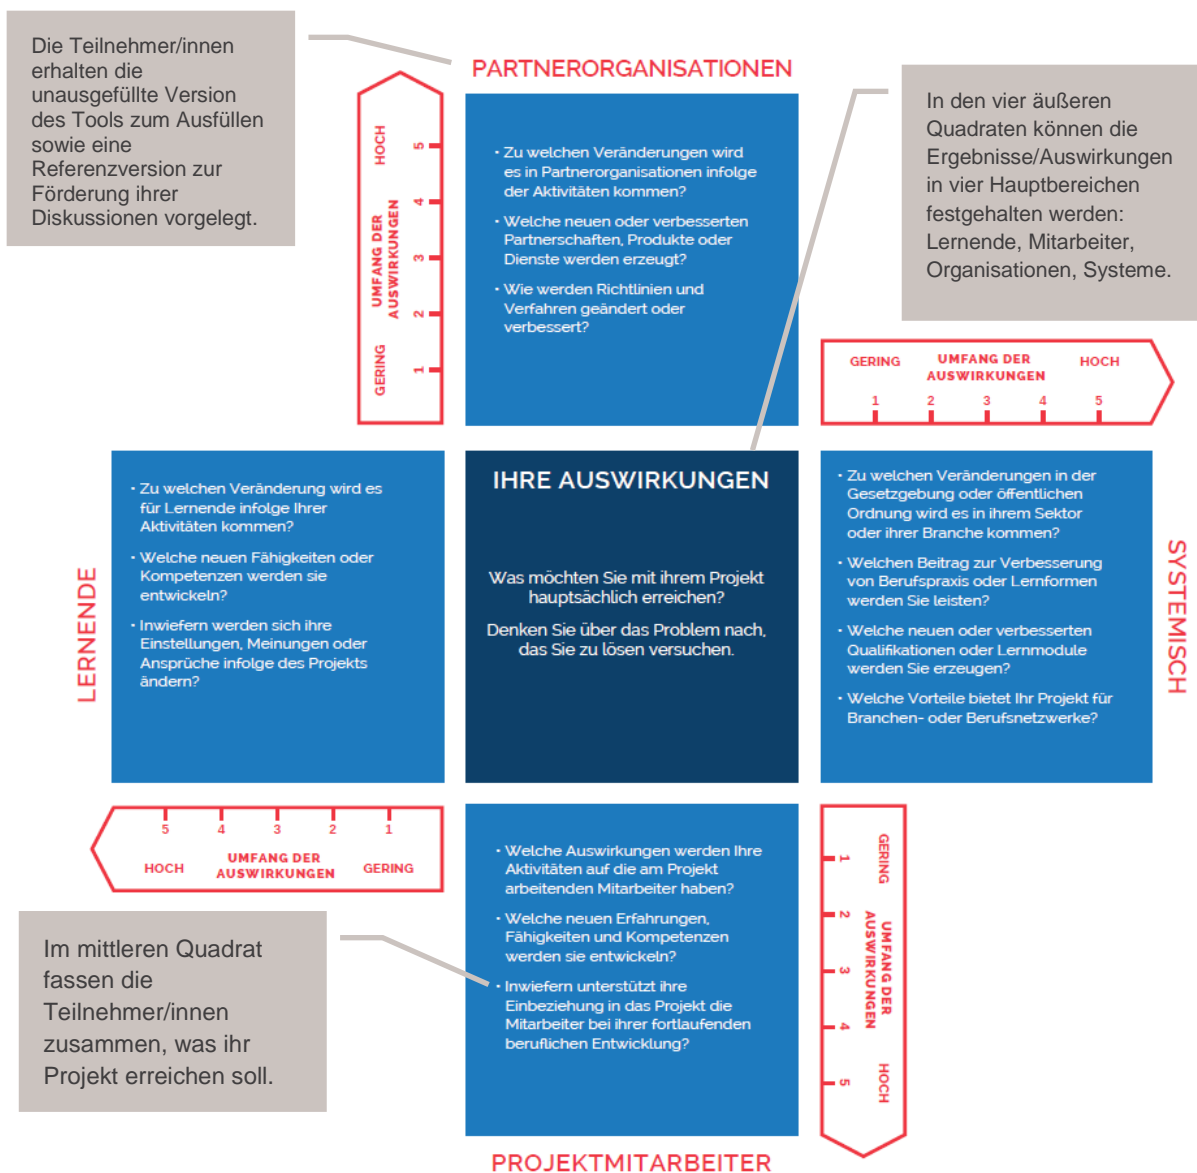 Die Teilnehmer/innen
erhalten die
unausgefüllte Version
des Tools zum Ausfüllen
sowie eine
Referenzversion zur
Förderung ihrer
Diskussionen vorgelegt.
PARTNERORGANISATIONEN
HOCH
UMFANG DER
AUSWIRKUNGEN
GERING
5
4
3
2
1
• Zu welchen Veränderungen wird
es in Partnerorganisationen infolge
der Aktivitäten kommen?
• Welche neuen oder verbesserten
Partnerschaften, Produkte oder
Dienste werden erzeugt?
• Wie werden Richtlinien und
Verfahren geändert oder
verbessert?
In den vier äußeren
Quadraten können die
Ergebnisse/Auswirkungen
in vier Hauptbereichen
festgehalten werden:
Lernende, Mitarbeiter,
Organisationen, Systeme.
GERING
UMFANG DER
AUSWIRKUNGEN
HOCH
1 2 3 4 5
LERNENDE
• Zu welchen Veränderung wird es
für Lernende infolge Ihrer
Aktivitäten kommen?
• Welche neuen Fähigkeiten oder
Kompetenzen werden sie
entwickeln?
• Inwiefern werden sich ihre
Einstellungen, Meinungen oder
Ansprüche infolge des Projekts
ändern?
IHRE AUSWIRKUNGEN
Was möchten Sie mit ihrem Projekt
hauptsächlich erreichen?
Denken Sie über das Problem nach,
das Sie zu lösen versuchen.
• Zu welchen Veränderungen in der
Gesetzgebung oder öffentlichen
Ordnung wird es in ihrem Sektor
oder ihrer Branche kommen?
• Welchen Beitrag zur Verbesserung
von Berufspraxis oder Lernformen
werden Sie leisten?
• Welche neuen oder verbesserten
Qualifikationen oder Lernmodule
werden Sie erzeugen?
• Welche Vorteile bietet Ihr Projekt für
Branchen- oder Berufsnetzwerke?
SYSTEMISCH
5 4 3 2 1
HOCH
UMFANG DER
AUSWIRKUNGEN
GERING
• Welche Auswirkungen werden Ihre
Aktivitäten auf die am Projekt
arbeitenden Mitarbeiter haben?
• Welche neuen Erfahrungen,
Fähigkeiten und Kompetenzen
werden sie entwickeln?
• Inwiefern unterstützt ihre
Einbeziehung in das Projekt die
Mitarbeiter bei ihrer fortlaufenden
beruflichen Entwicklung?
GERING
UMFANG DER
AUSWIRKUNGEN
HOCH
1
2
3
4
5
Im mittleren Quadrat
fassen die
Teilnehmer/innen
zusammen, was ihr
Projekt erreichen soll.
PROJEKTMITARBEITER